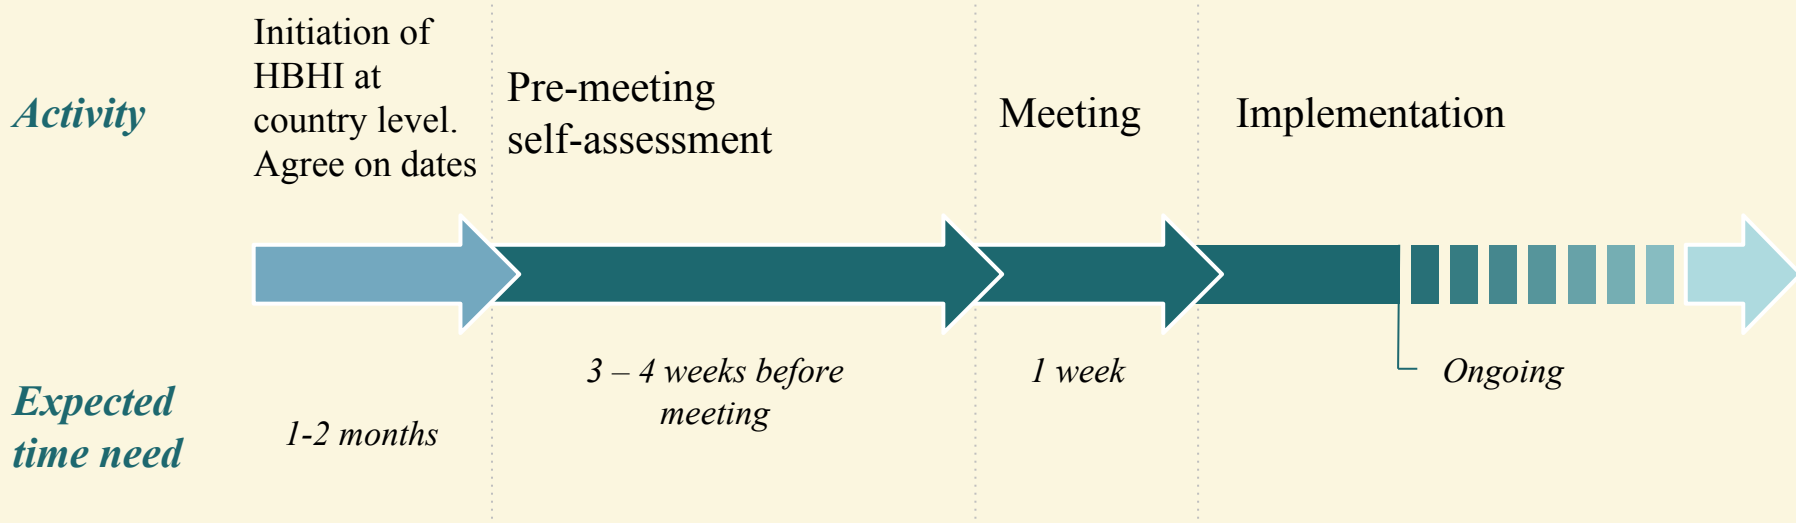 Activity
Initiation of
HBHI at
country level.
Agree on dates
Pre-meeting
self-assessment
Meeting
Implementation
Expected
time need
1-2 months
3 – 4 weeks before
meeting
1 week
Ongoing